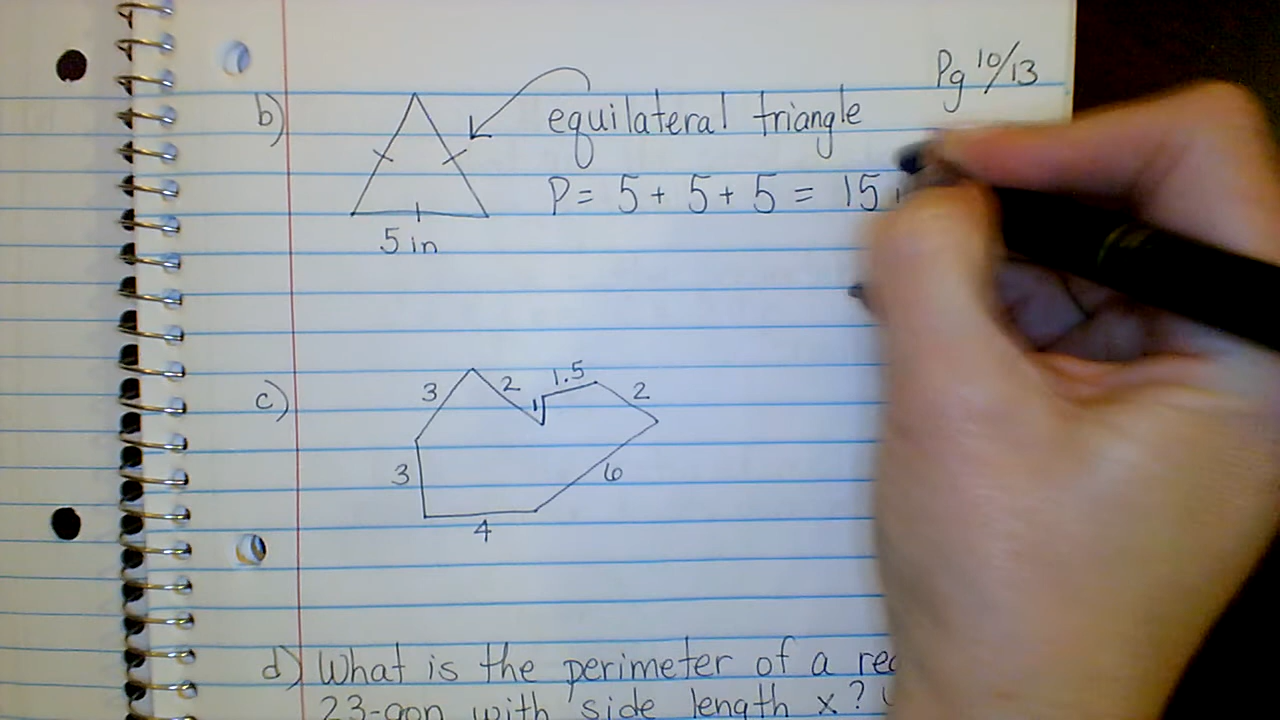 Pg 10/13
b) equilateral triangle
P = 5 + 5 + 5 = 15
5 in
c)
3 2 1 1.5 2
3 6
4
d) What is the perimeter of a
23-gon with side length x?